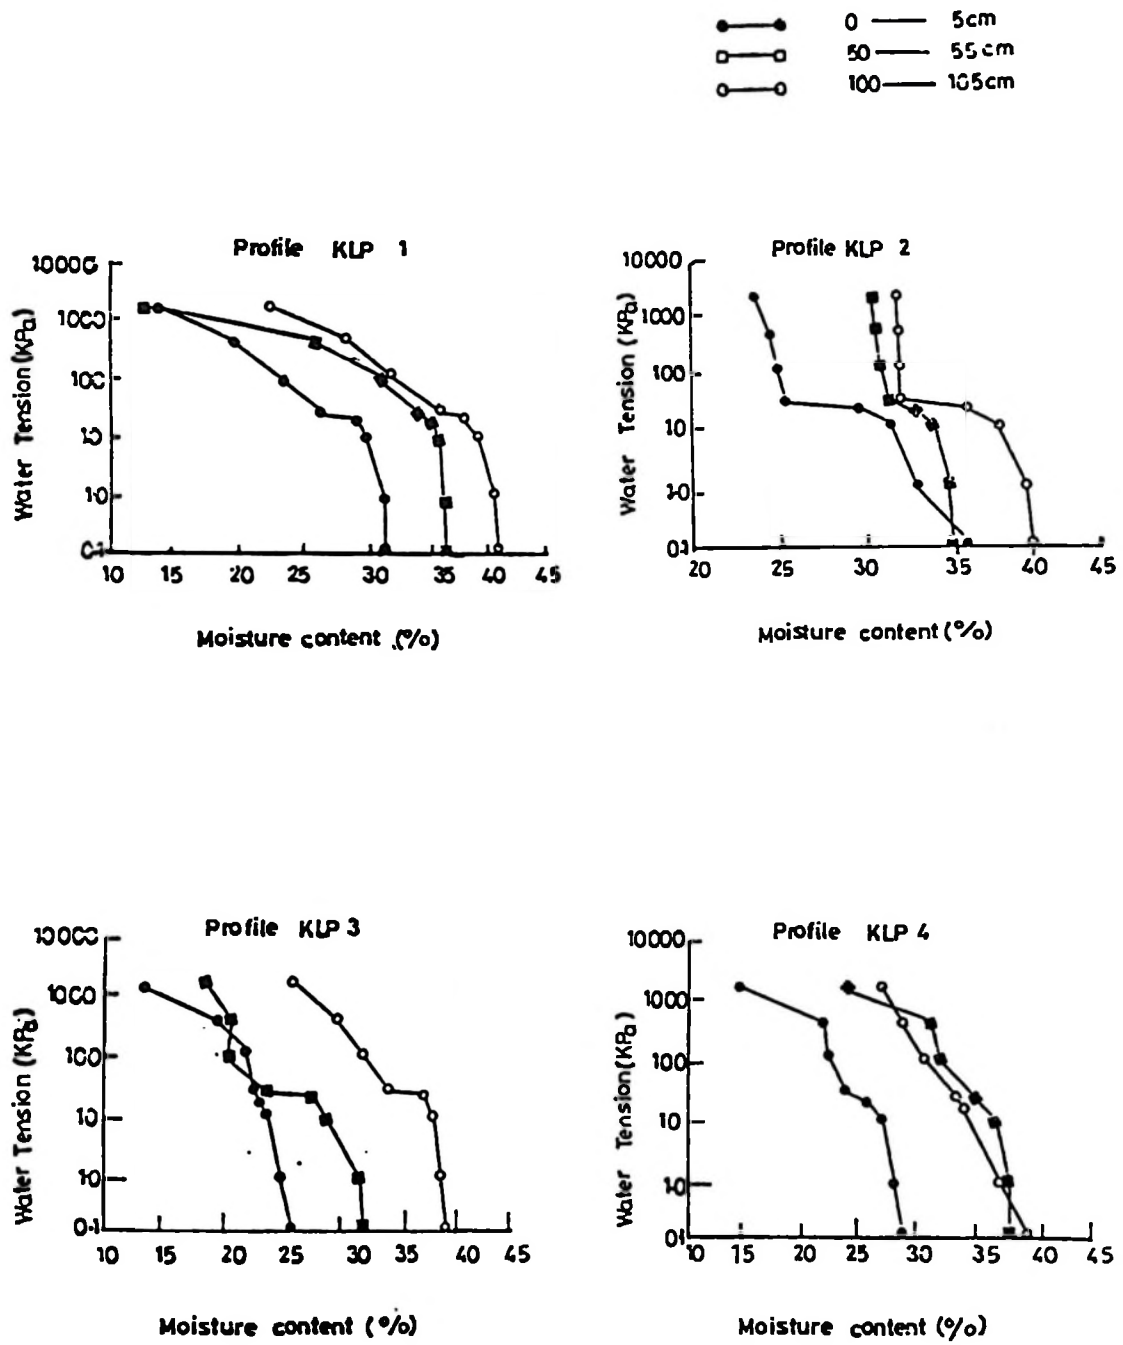 0 — 5cm
50 — 55cm
100 — 105cm
Profile KLP 1
10000
1000
100
10
1·0
0·1
Water Tension (KPa)
10 15 20 25 30 35 40 45
Moisture content (%)
Profile KLP 2
10000
1000
100
10
1·0
0·1
Water Tension (KPa)
20 25 30 35 40 45
Moisture content (%)
Profile KLP 3
10000
1000
100
10
1·0
0·1
Water Tension (KPa)
10 15 20 25 30 35 40 45
Moisture content (%)
Profile KLP 4
10000
1000
100
10
1·0
0·1
Water Tension (KPa)
10 15 20 25 30 35 40 45
Moisture content (%)